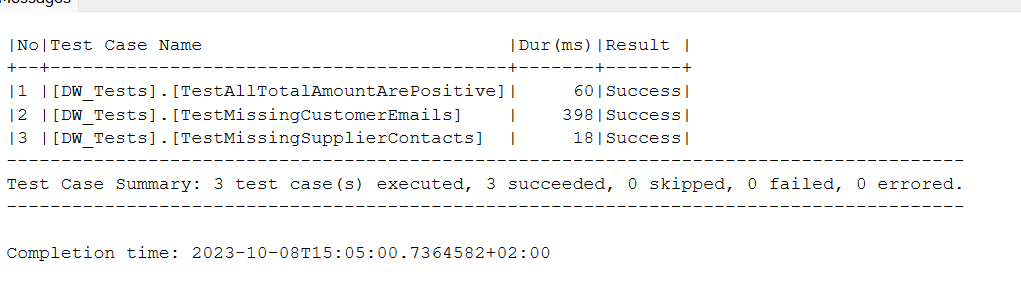 Messages
|No|Test Case Name                            |Dur(ms)|Result |
+--+------------------------------------------+-------+-------+
|1 |[DW_Tests].[TestAllTotalAmountArePositive]|     60|Success|
|2 |[DW_Tests].[TestMissingCustomerEmails]    |    398|Success|
|3 |[DW_Tests].[TestMissingSupplierContacts]  |     18|Success|
-----------------------------------------------------------------------------------------
Test Case Summary: 3 test case(s) executed, 3 succeeded, 0 skipped, 0 failed, 0 errored.
-----------------------------------------------------------------------------------------
Completion time: 2023-10-08T15:05:00.7364582+02:00